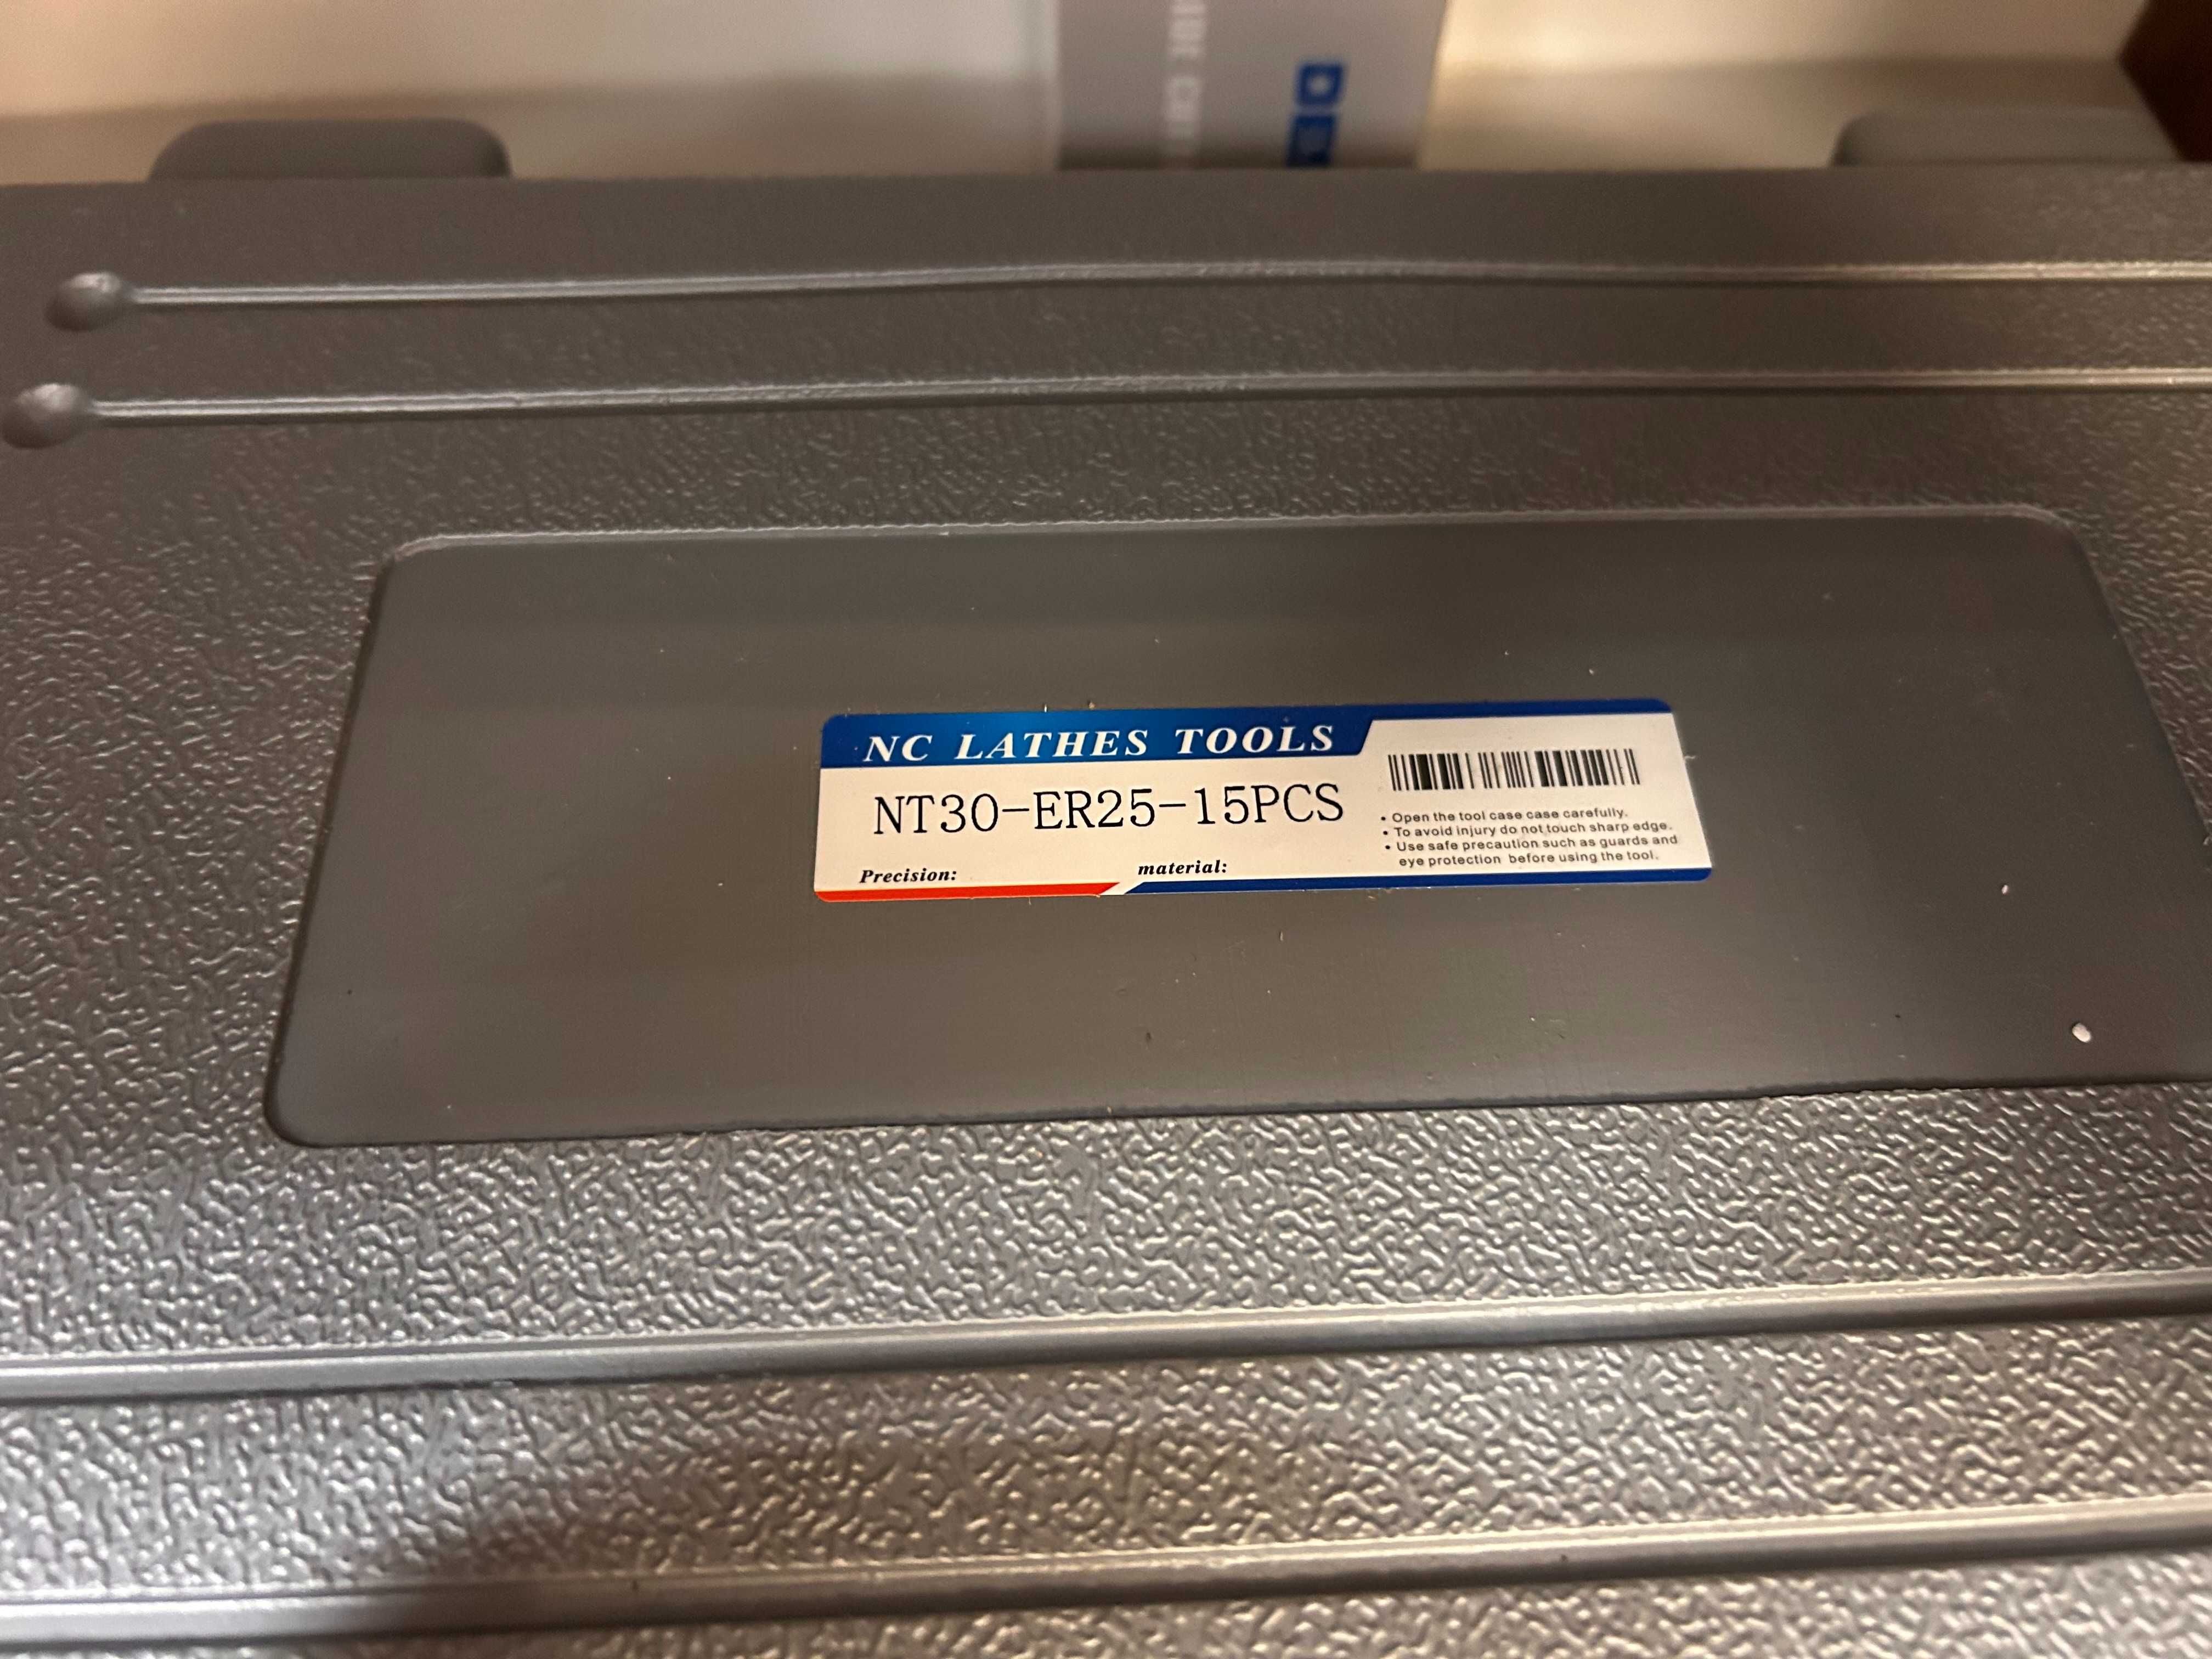 NC LATHES TOOLS
NT30-ER25-15PCS
Precision:
material:
• Open the tool case case carefully.
• To avoid injury do not touch sharp edge.
• Use safe precaution such as guards and
eye protection before using the tool.